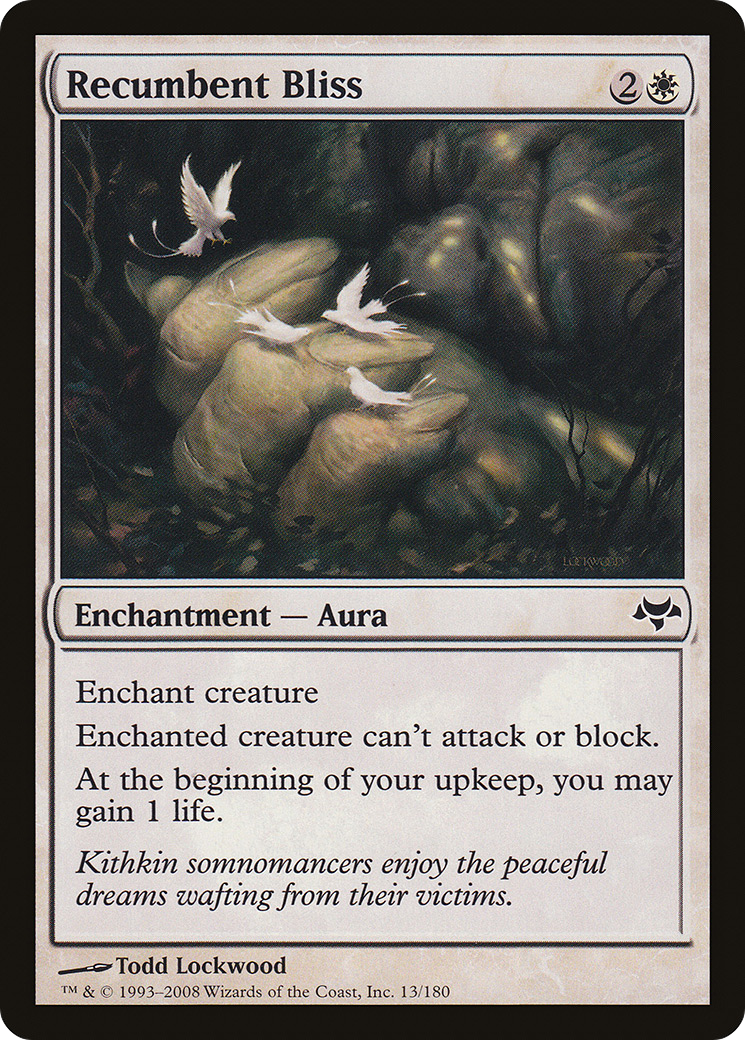 Recumbent Bliss 2
LOCKWOOD
Enchantment — Aura
Enchant creature
Enchanted creature can't attack or block.
At the beginning of your upkeep, you may
gain 1 life.
Kithkin somnomancers enjoy the peaceful
dreams wafting from their victims.
Todd Lockwood
™ & © 1993–2008 Wizards of the Coast, Inc. 13/180